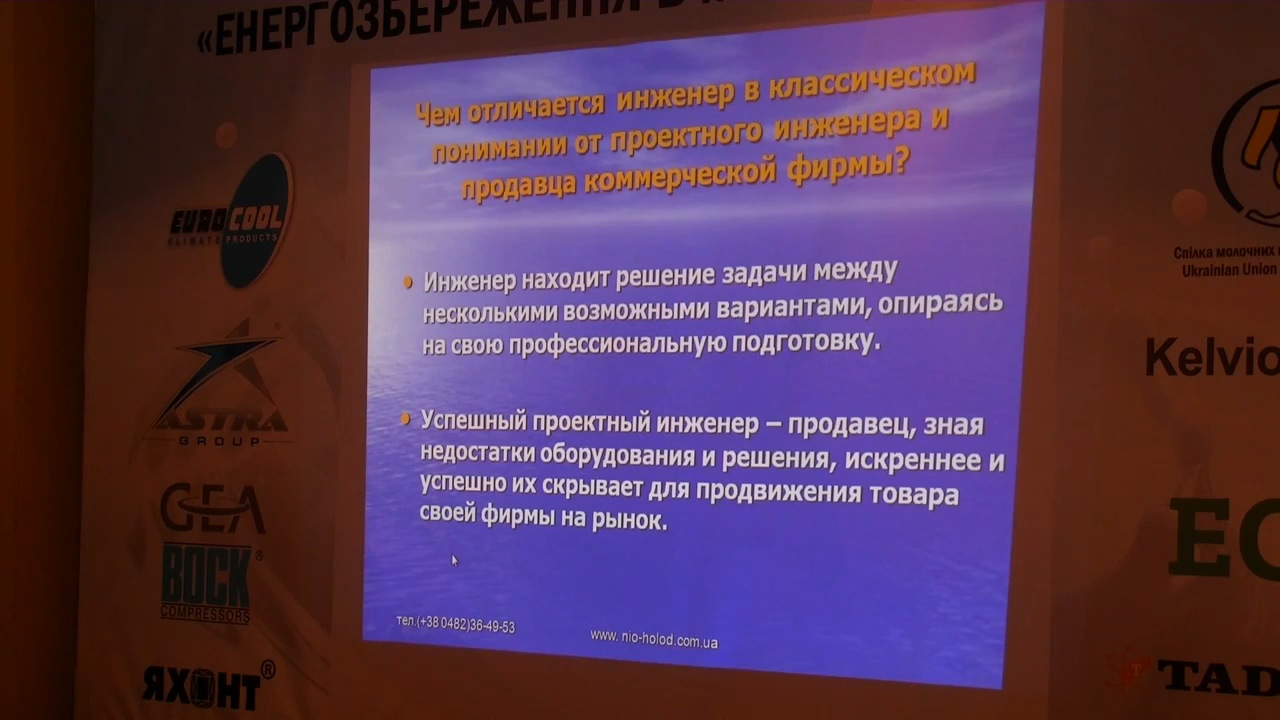 «ЕНЕРГОЗБЕРЕЖЕННЯ В
Чем отличается инженер в классическом
понимании от проектного инженера и
продавца коммерческой фирмы?
• Инженер находит решение задачи между
несколькими возможными вариантами, опираясь
на свою профессиональную подготовку.
• Успешный проектный инженер – продавец, зная
недостатки оборудования и решения, искреннее и
успешно их скрывает для продвижения товара
своей фирмы на рынок.
тел.(+38 0482)36-49-53
www. nio-holod.com.ua
EUROCOOL
CLIMATE PRODUCTS
ASTRA
GROUP
GEA
BOCK®
COMPRESSORS
ЯХОНТ®
Спілка молочних
Ukrainian Union
Kelvio
EC
TAD